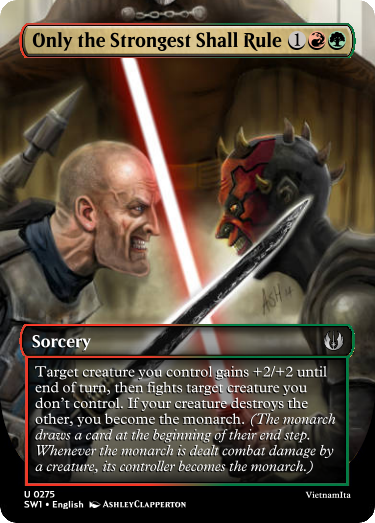 Only the Strongest Shall Rule 1
ASH 14
Sorcery
Target creature you control gains +2/+2 until
end of turn, then fights target creature you
don't control. If your creature destroys the
other, you become the monarch. (The monarch
draws a card at the beginning of their end step.
Whenever the monarch is dealt combat damage by
a creature, its controller becomes the monarch.)
U 0275
SW1 • English ASHLEYCLAPPERTON
VietnamIta